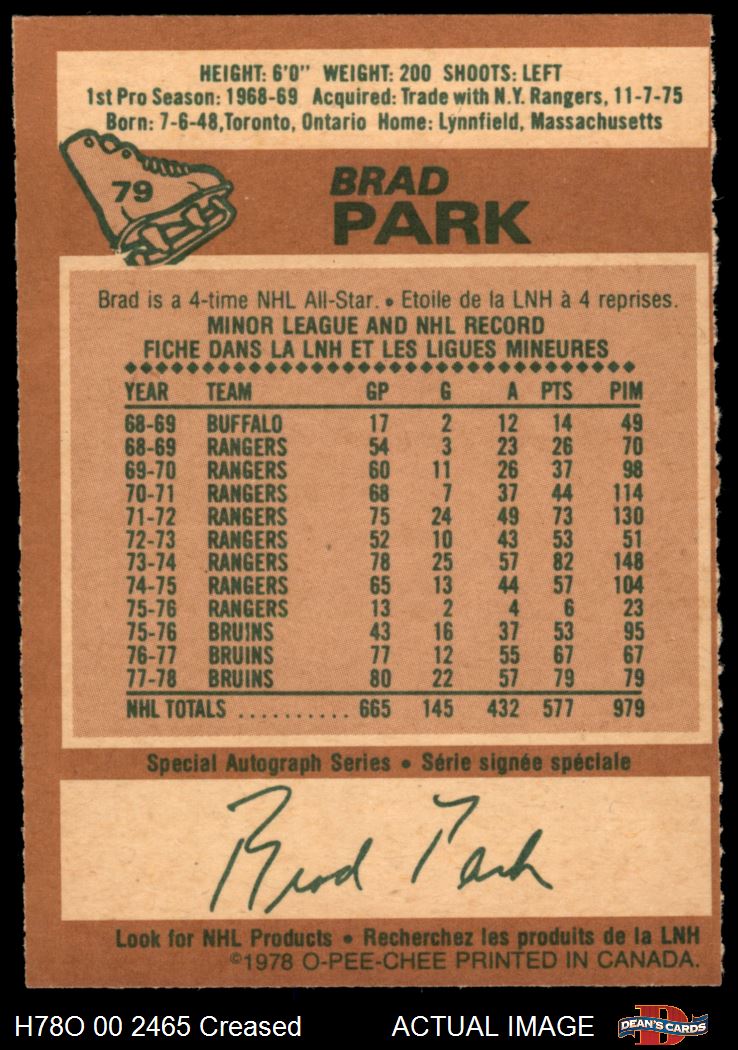 HEIGHT: 6'0" WEIGHT: 200 SHOOTS: LEFT
1st Pro Season: 1968-69 Acquired: Trade with N.Y. Rangers, 11-7-75
Born: 7-6-48, Toronto, Ontario Home: Lynnfield, Massachusetts
79
BRAD
PARK
Brad is a 4-time NHL All-Star. • Etoile de la LNH à 4 reprises.
MINOR LEAGUE AND NHL RECORD
FICHE DANS LA LNH ET LES LIGUES MINEURES
YEAR TEAM GP G A PTS PIM
68-69 BUFFALO 17 2 12 14 49
68-69 RANGERS 54 3 23 26 70
69-70 RANGERS 60 11 26 37 98
70-71 RANGERS 68 7 37 44 114
71-72 RANGERS 75 24 49 73 130
72-73 RANGERS 52 10 43 53 51
73-74 RANGERS 78 25 57 82 148
74-75 RANGERS 65 13 44 57 104
75-76 RANGERS 13 2 4 6 23
75-76 BRUINS 43 16 37 53 95
76-77 BRUINS 77 12 55 67 67
77-78 BRUINS 80 22 57 79 79
NHL TOTALS .......... 665 145 432 577 979
Special Autograph Series • Série signée spéciale
Brad Park
Look for NHL Products • Recherchez les produits de la LNH
©1978 O-PEE-CHEE PRINTED IN CANADA.
H78O 00 2465 Creased ACTUAL IMAGE DEAN'S CARDS